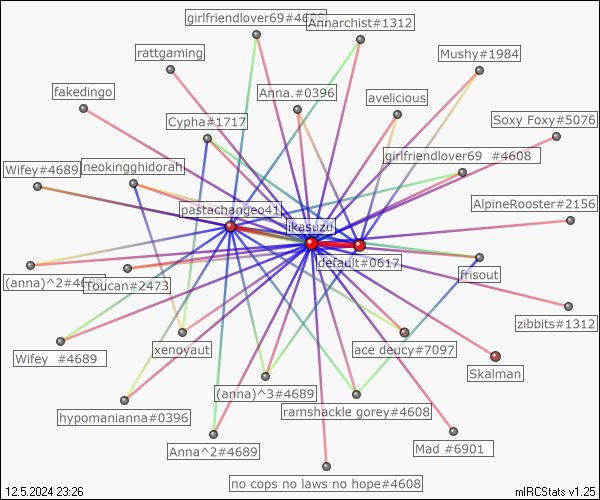 girlfriendlover69#4608
Annarchist#1312
rattgaming
Mushy#1984
fakedingo
Anna.#0396
avelicious
Cypha#1717
Soxy Foxy#5076
girlfriendlover69 #4608
Wifey#4689
neokingghidorah
pastachangeo41
AlpineRooster#2156
ikasuzu
default#0617
(anna)^2#4689
Toucan#2473
frisout
zibbits#1312
Wifey #4689
xenoyaut
ace deucy#7097
Skalman
(anna)^3#4689
hypomanianna#0396
ramshackle gorey#4608
Anna^2#4689
Mad #6901
no cops no laws no hope#4608
12.5.2024 23:26
mIRCStats v1.25